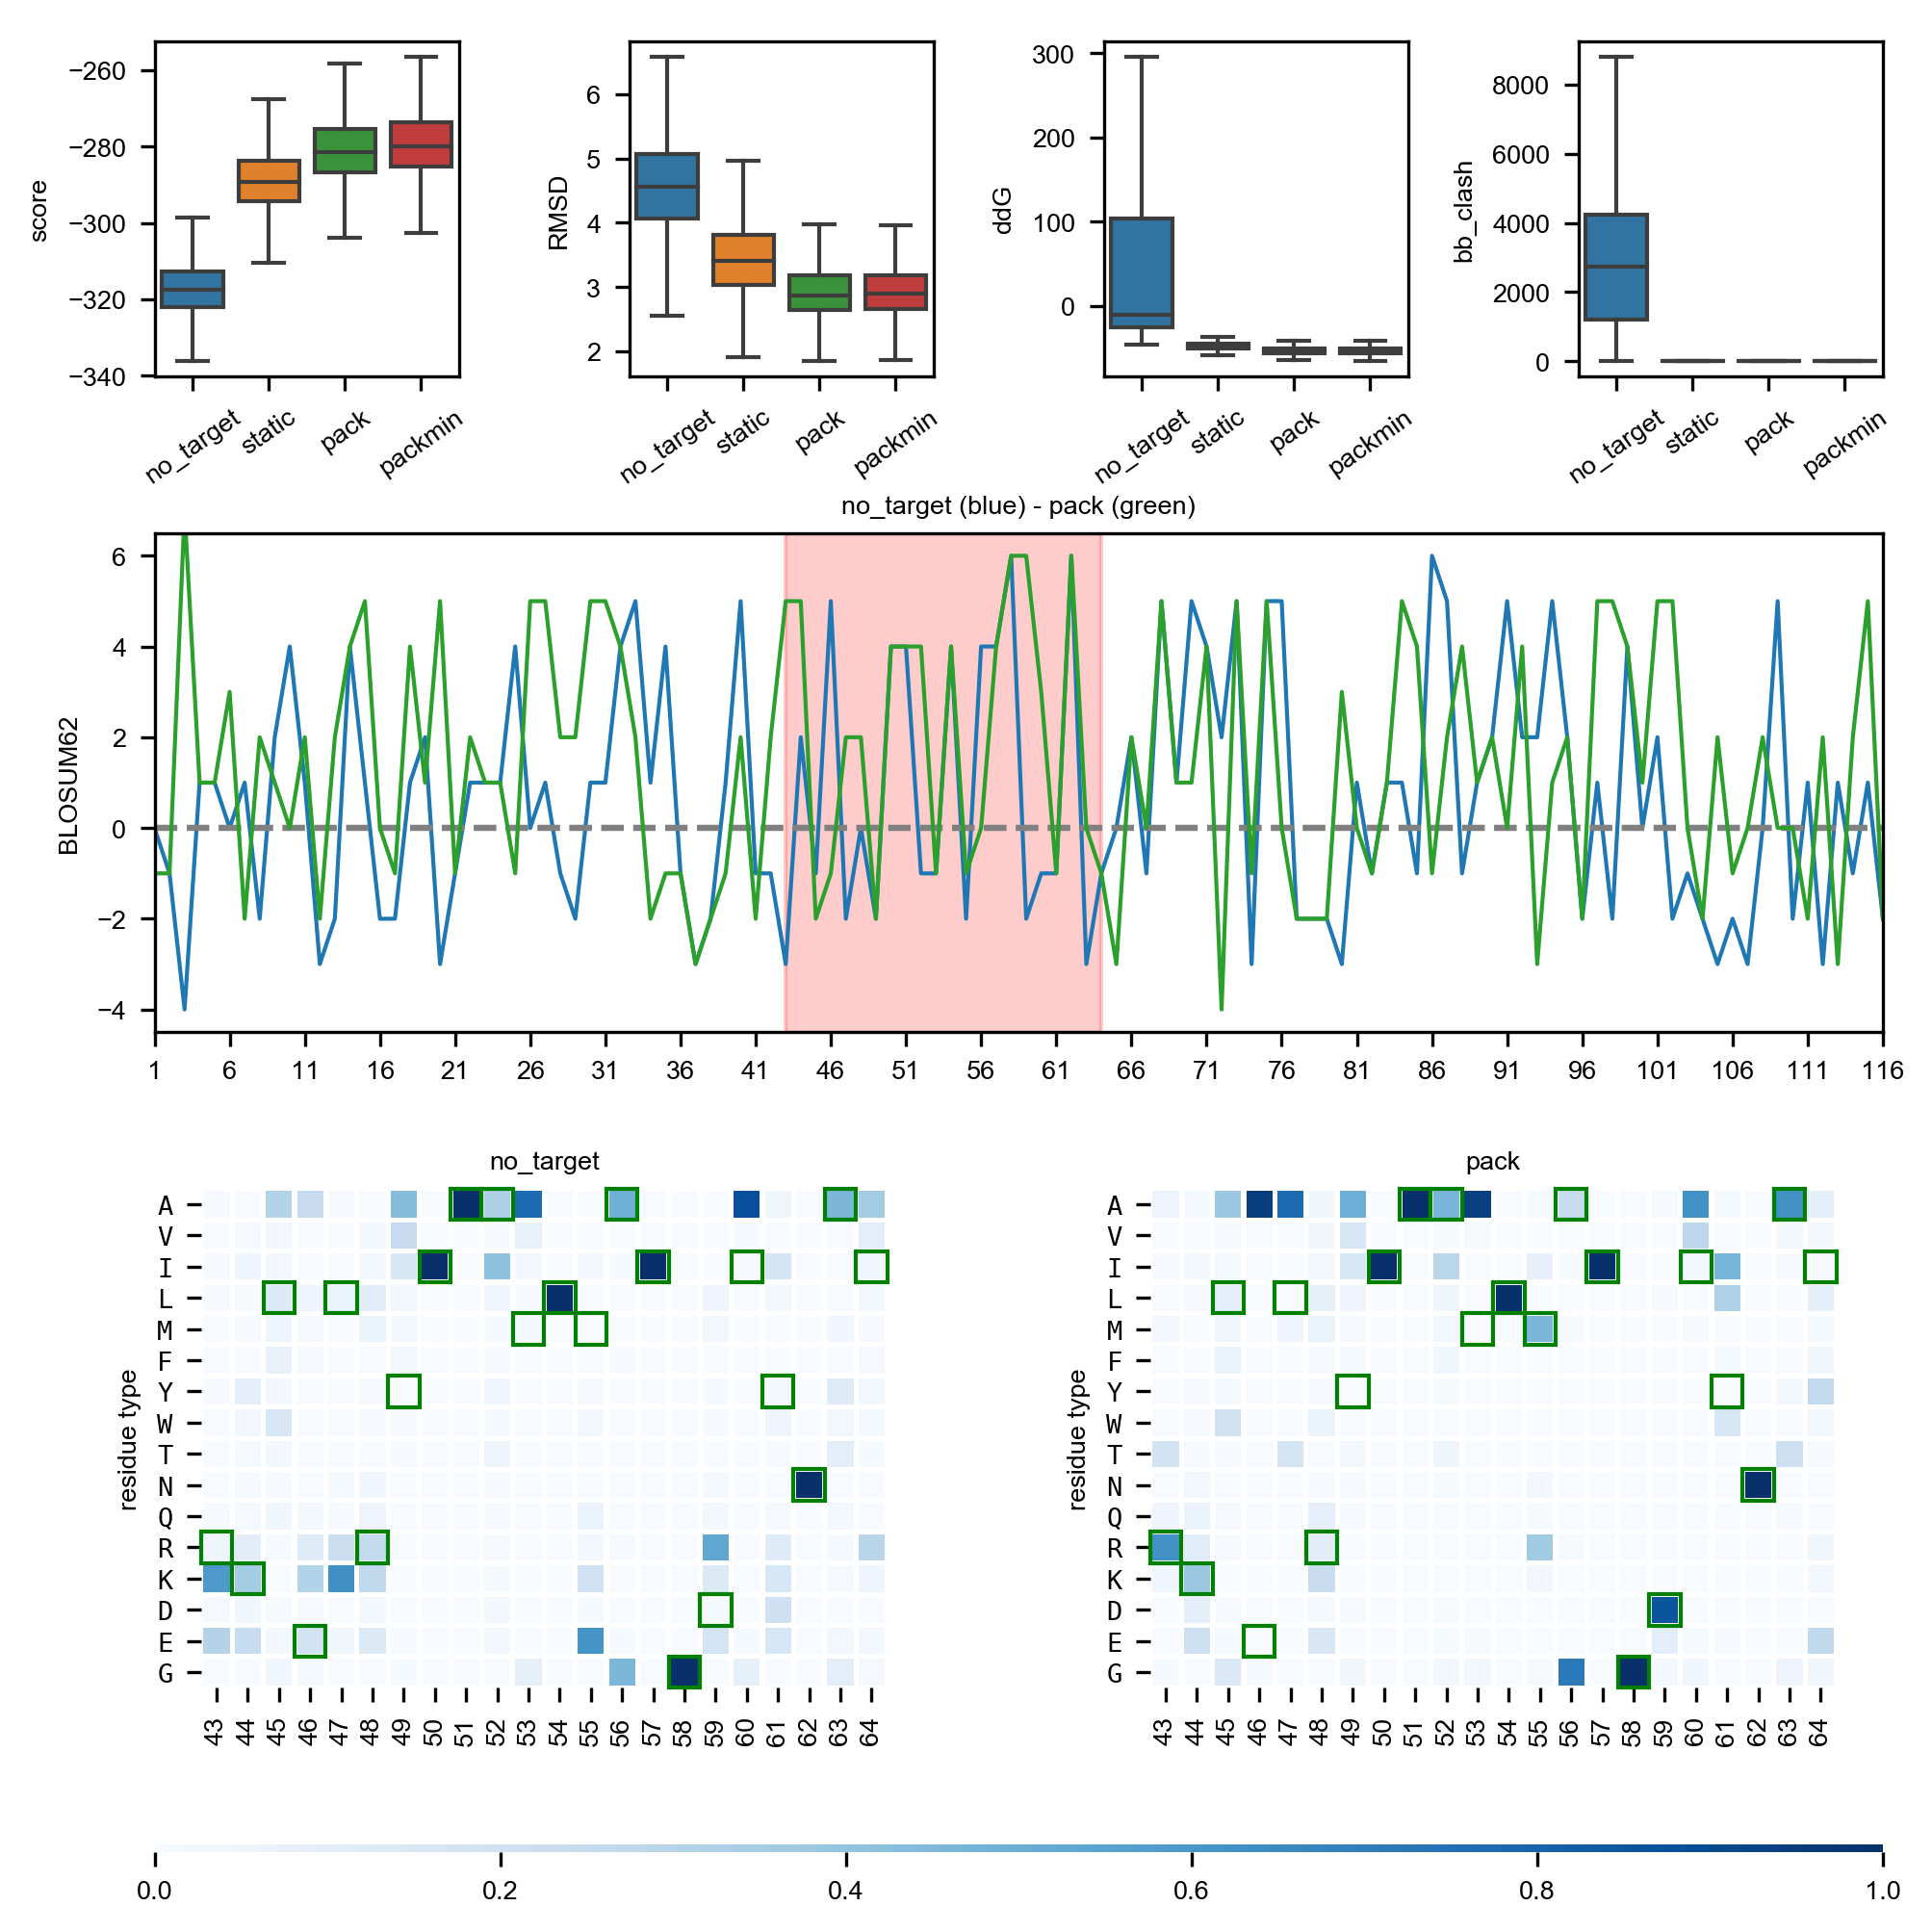 score
−260
−280
−300
−320
−340
no_target static pack packmin
RMSD
6
5
4
3
2
no_target static pack packmin
ddG
300
200
100
0
no_target static pack packmin
bb_clash
8000
6000
4000
2000
0
no_target static pack packmin
no_target (blue) - pack (green)
BLOSUM62
6
4
2
0
−2
−4
1 6 11 16 21 26 31 36 41 46 51 56 61 66 71 76 81 86 91 96 101 106 111 116
no_target
residue type
A
V
I
L
M
F
Y
W
T
N
Q
R
K
D
E
G
43 44 45 46 47 48 49 50 51 52 53 54 55 56 57 58 59 60 61 62 63 64
pack
residue type
A
V
I
L
M
F
Y
W
T
N
Q
R
K
D
E
G
43 44 45 46 47 48 49 50 51 52 53 54 55 56 57 58 59 60 61 62 63 64
0.0 0.2 0.4 0.6 0.8 1.0